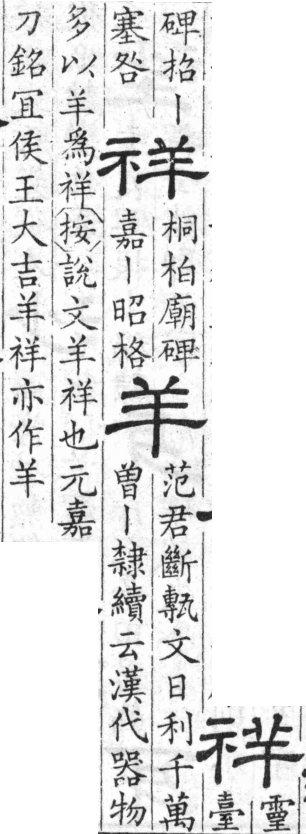 祥
靈
臺
碑招丨
塞咎
祥
桐柏廟碑
嘉丨昭格
羊
范君斷甎文日利千萬
曾丨隸續云漢代器物
多以羊爲祥按說文羊祥也元嘉
刀銘冝侯王大吉羊祥亦作羊